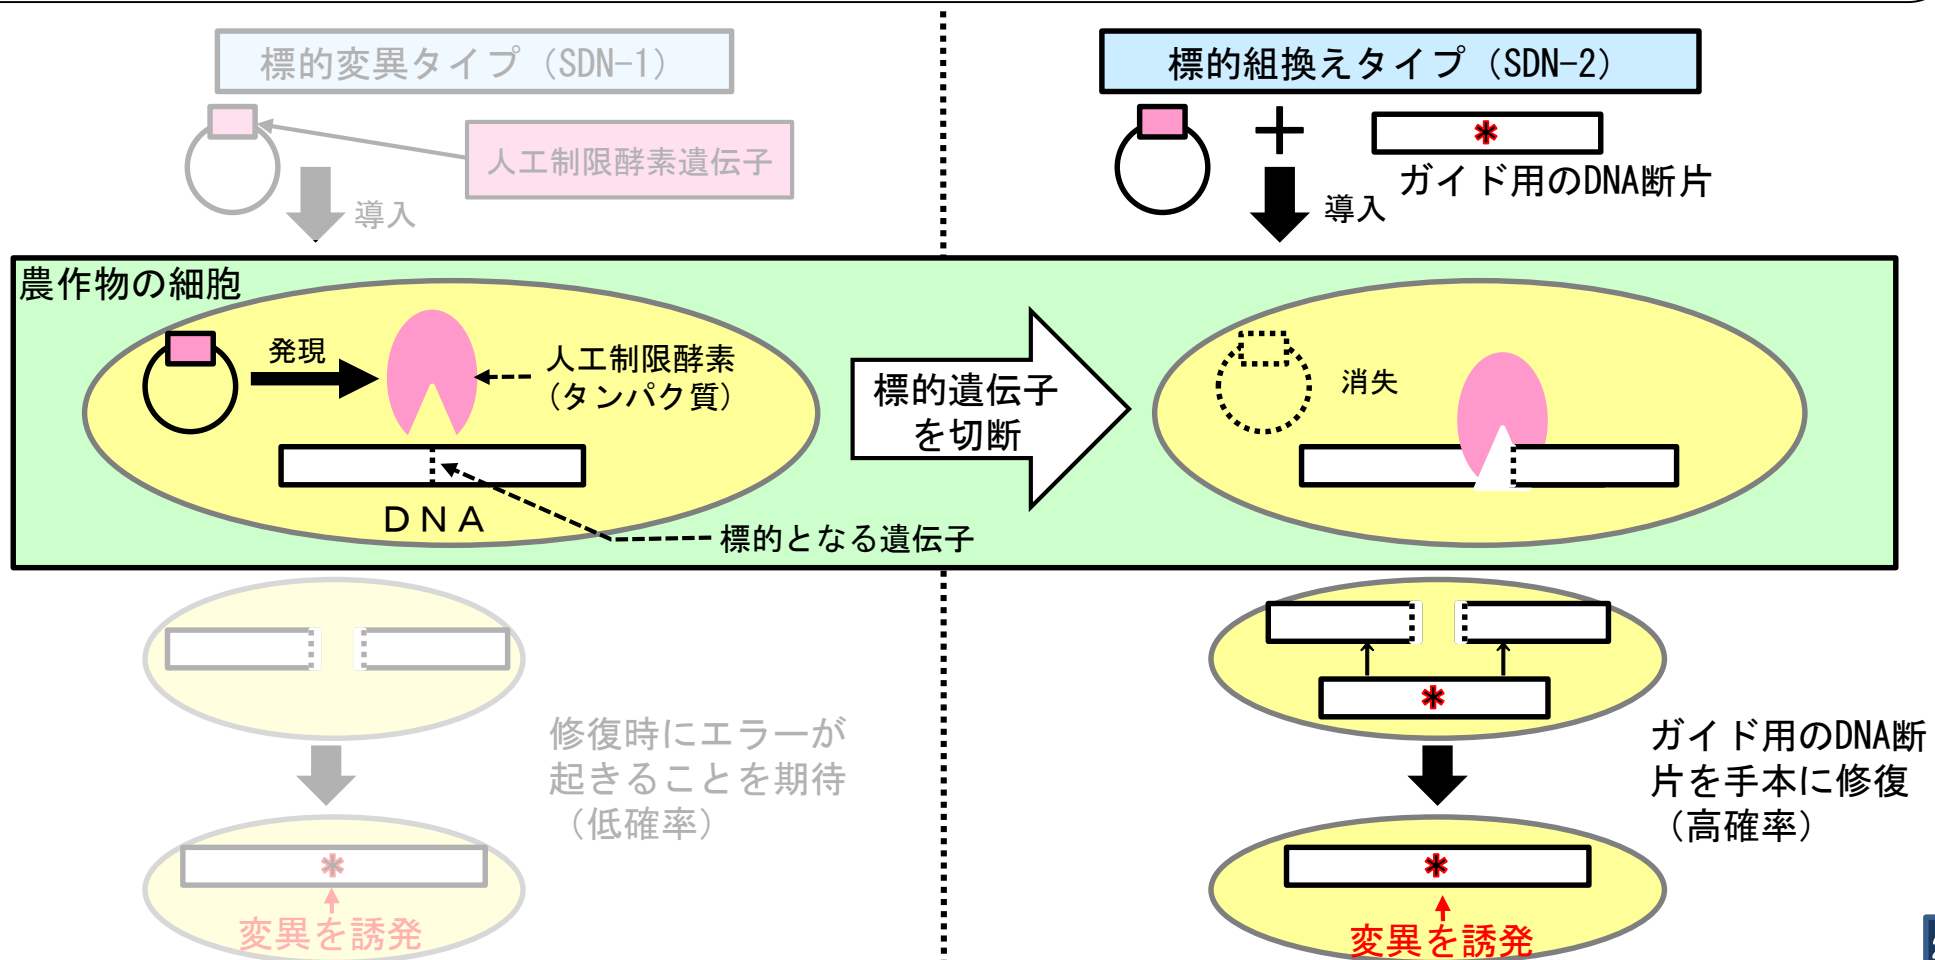 標的変異タイプ（SDN-1）
人工制限酵素遺伝子
導入
標的組換えタイプ（SDN-2）
*
ガイド用のDNA断片
導入
農作物の細胞
発現
人工制限酵素
（タンパク質）
DNA
標的となる遺伝子
標的遺伝子
を切断
消失
修復時にエラーが
起きることを期待
（低確率）
*
変異を誘発
*
ガイド用のDNA断
片を手本に修復
（高確率）
*
変異を誘発